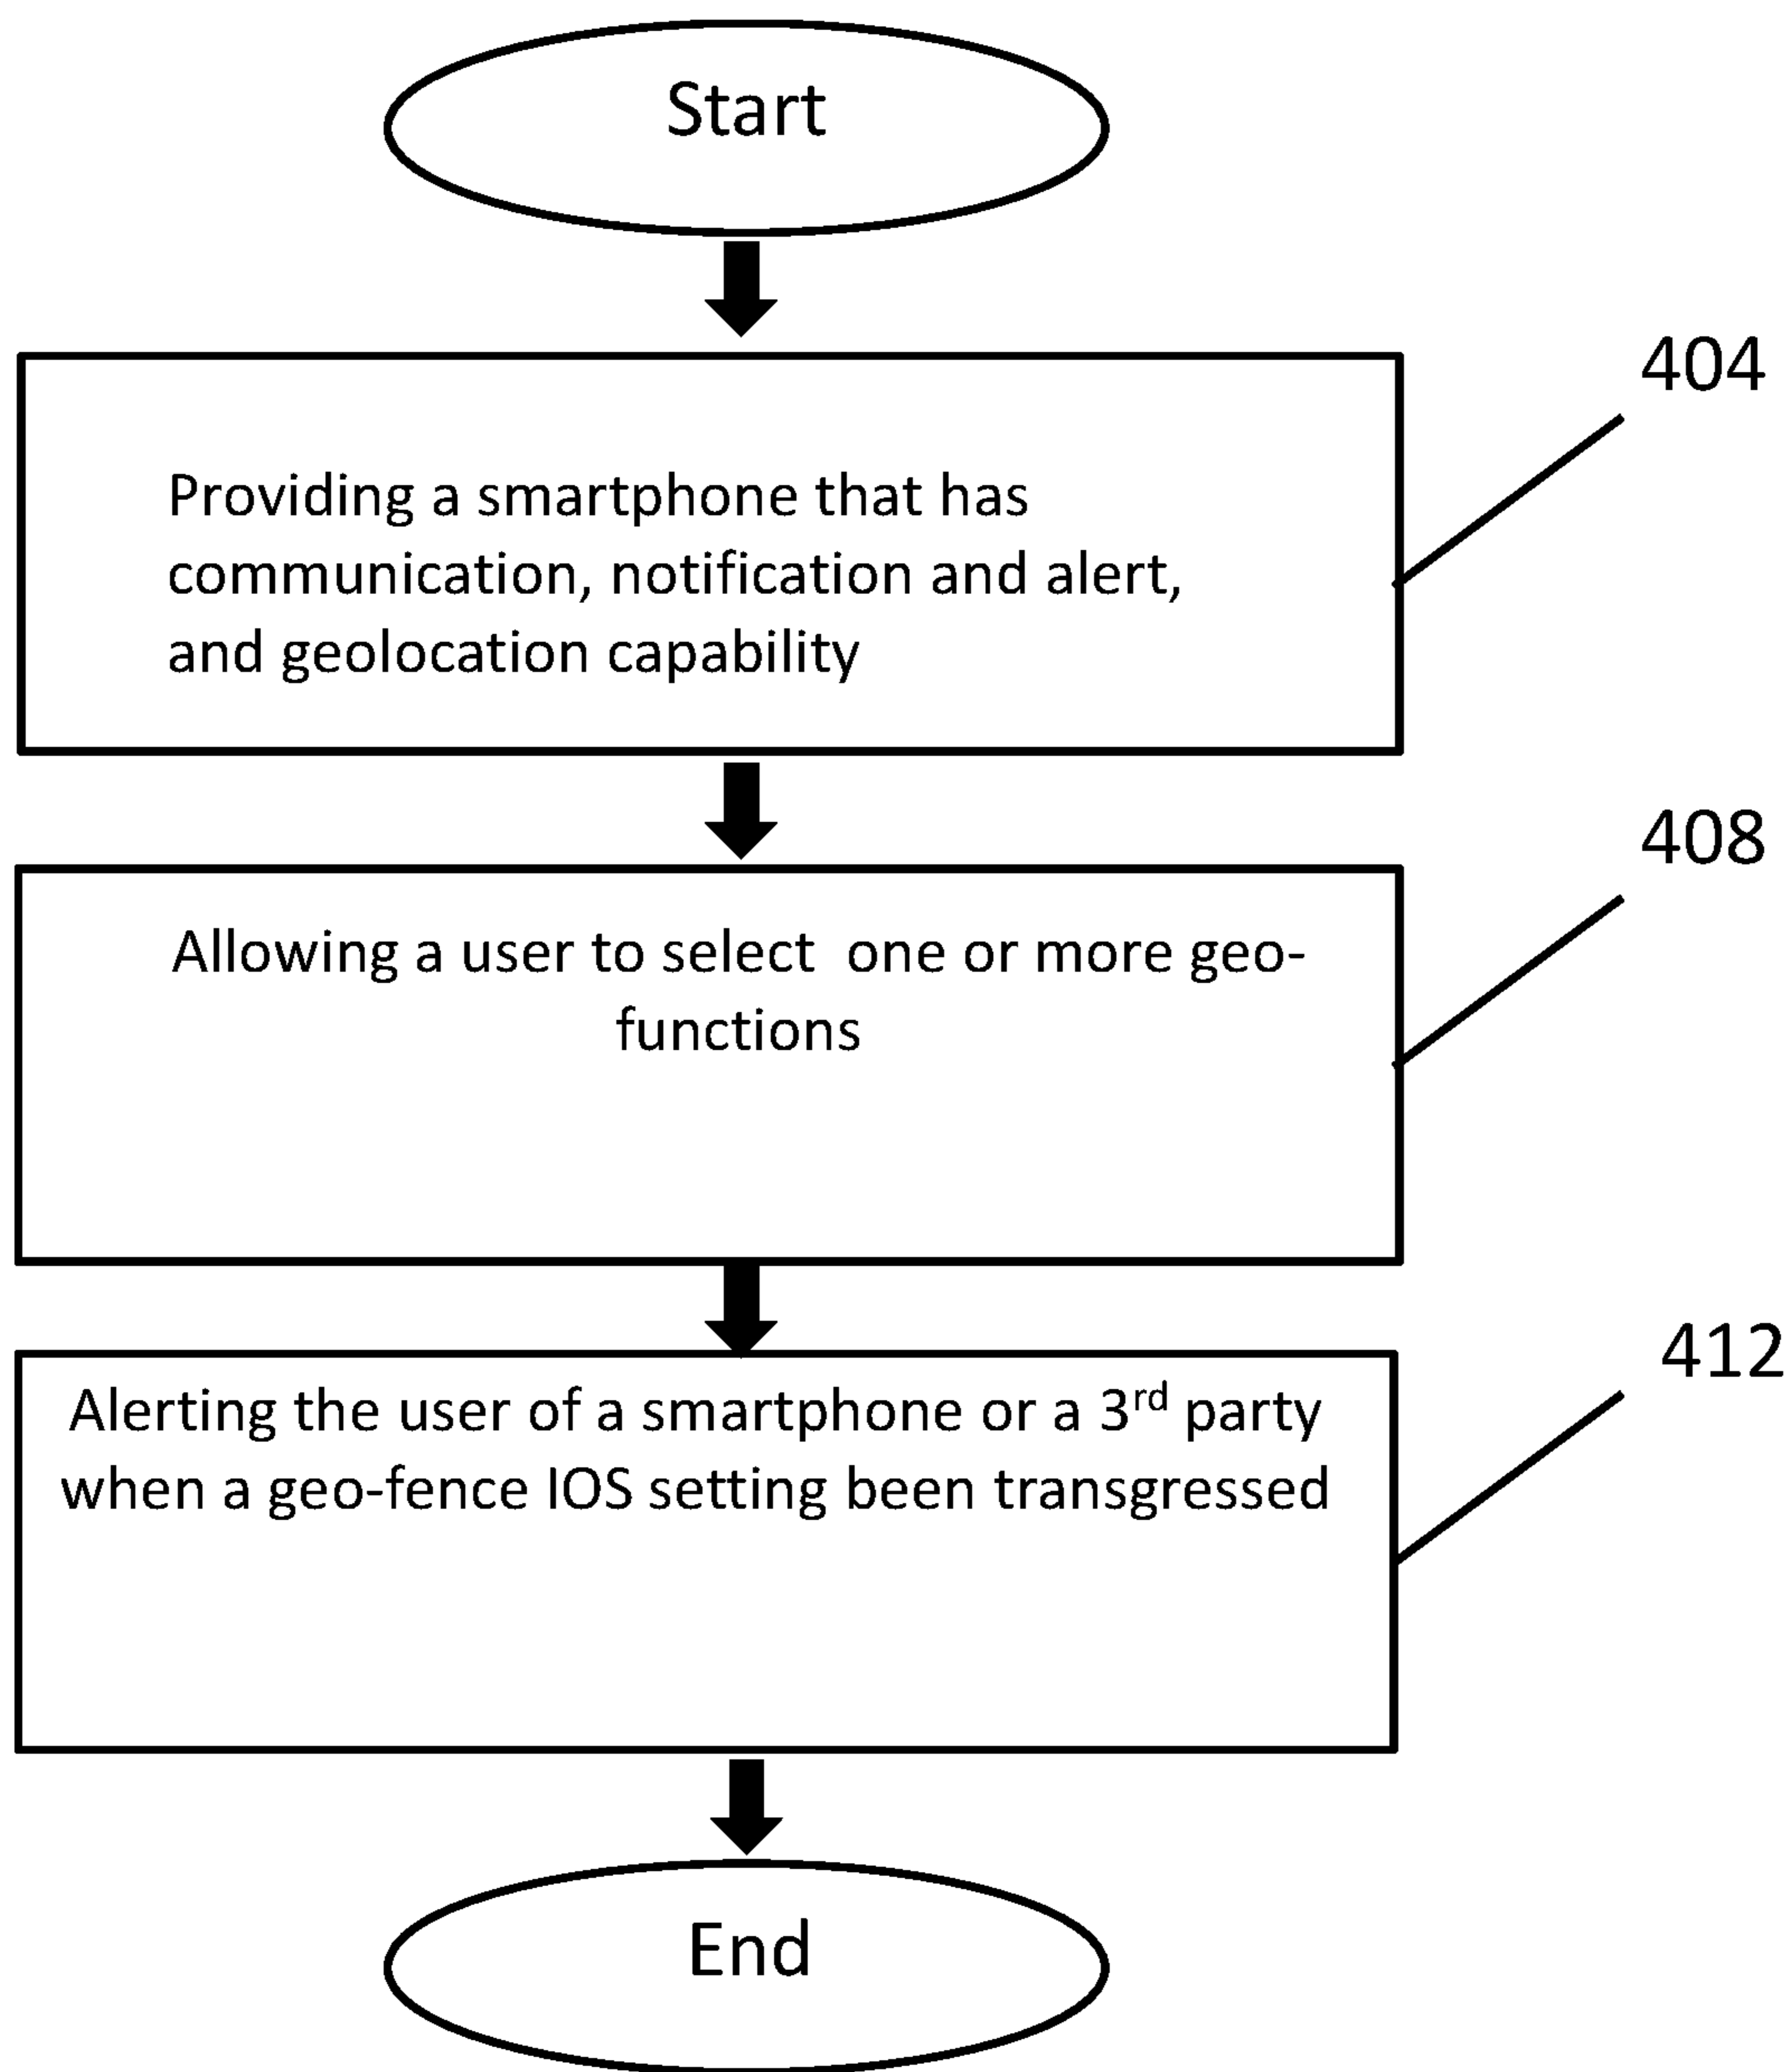 Start
404
Providing a smartphone that has
communication, notification and alert,
and geolocation capability
408
Allowing a user to select  one or more geo-
functions
412
Alerting the user of a smartphone or a 3rd party
when a geo-fence IOS setting been transgressed
End